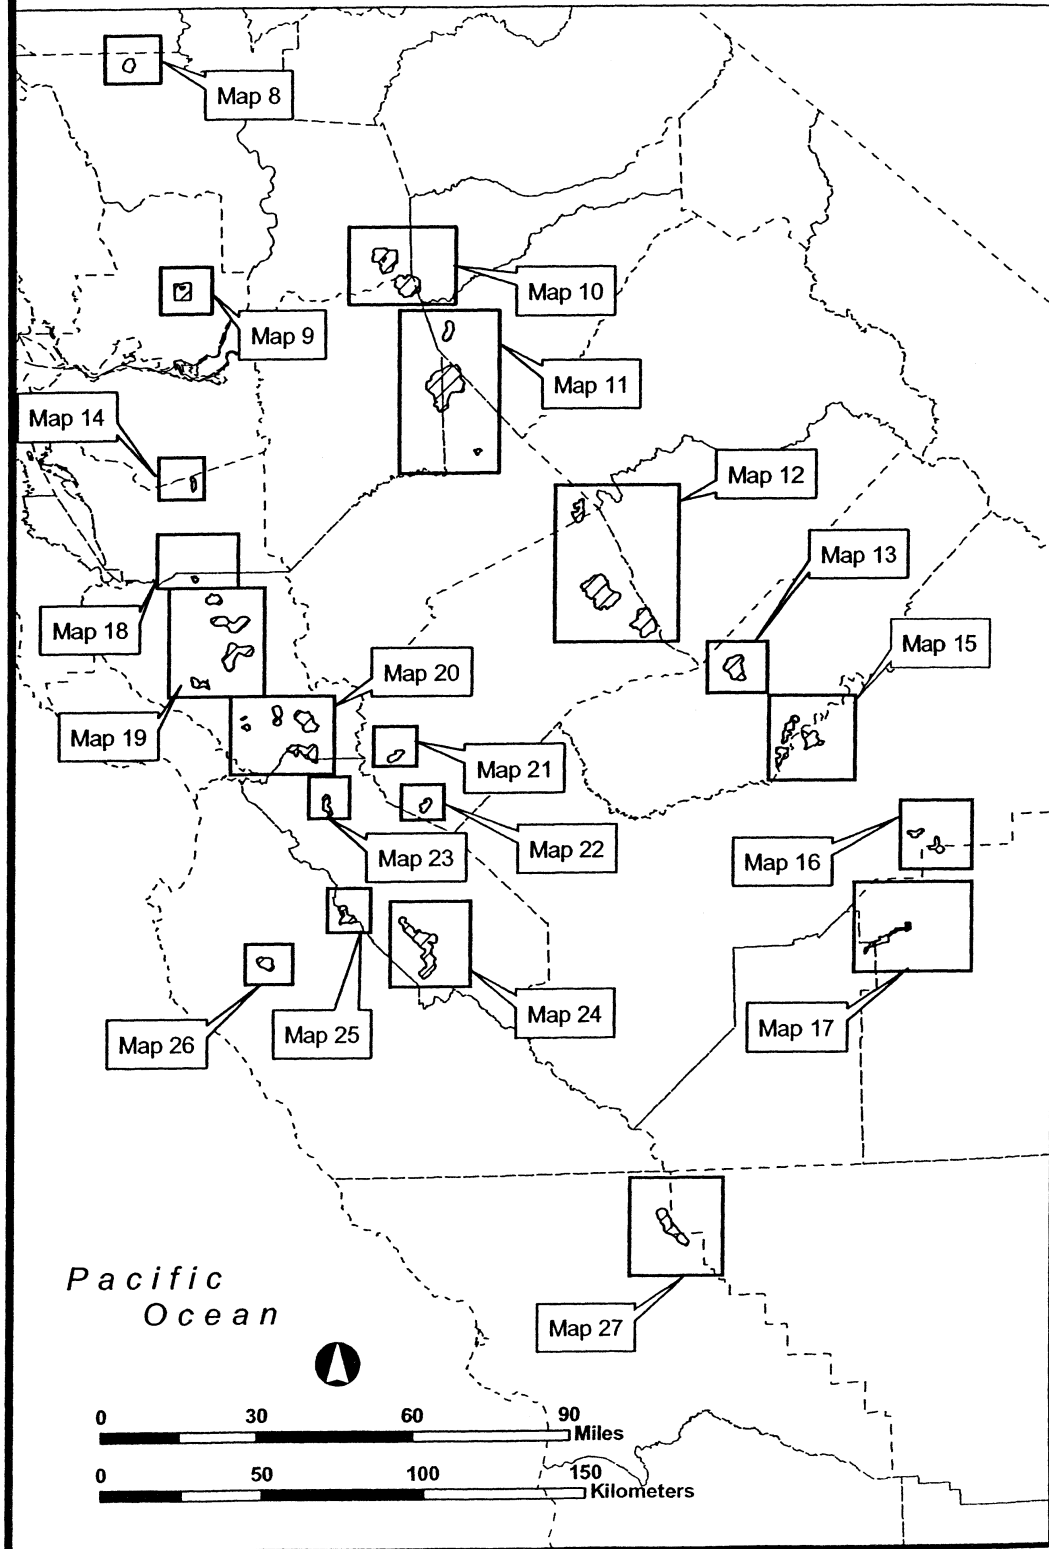 Map 8
Map 10
Map 9
Map 11
Map 14
Map 12
Map 13
Map 18
Map 15
Map 20
Map 19
Map 21
Map 22
Map 23
Map 16
Map 24
Map 17
Map 25
Map 26
Pacific
Ocean
Map 27
0 30 60 90
Miles
0 50 100 150
Kilometers